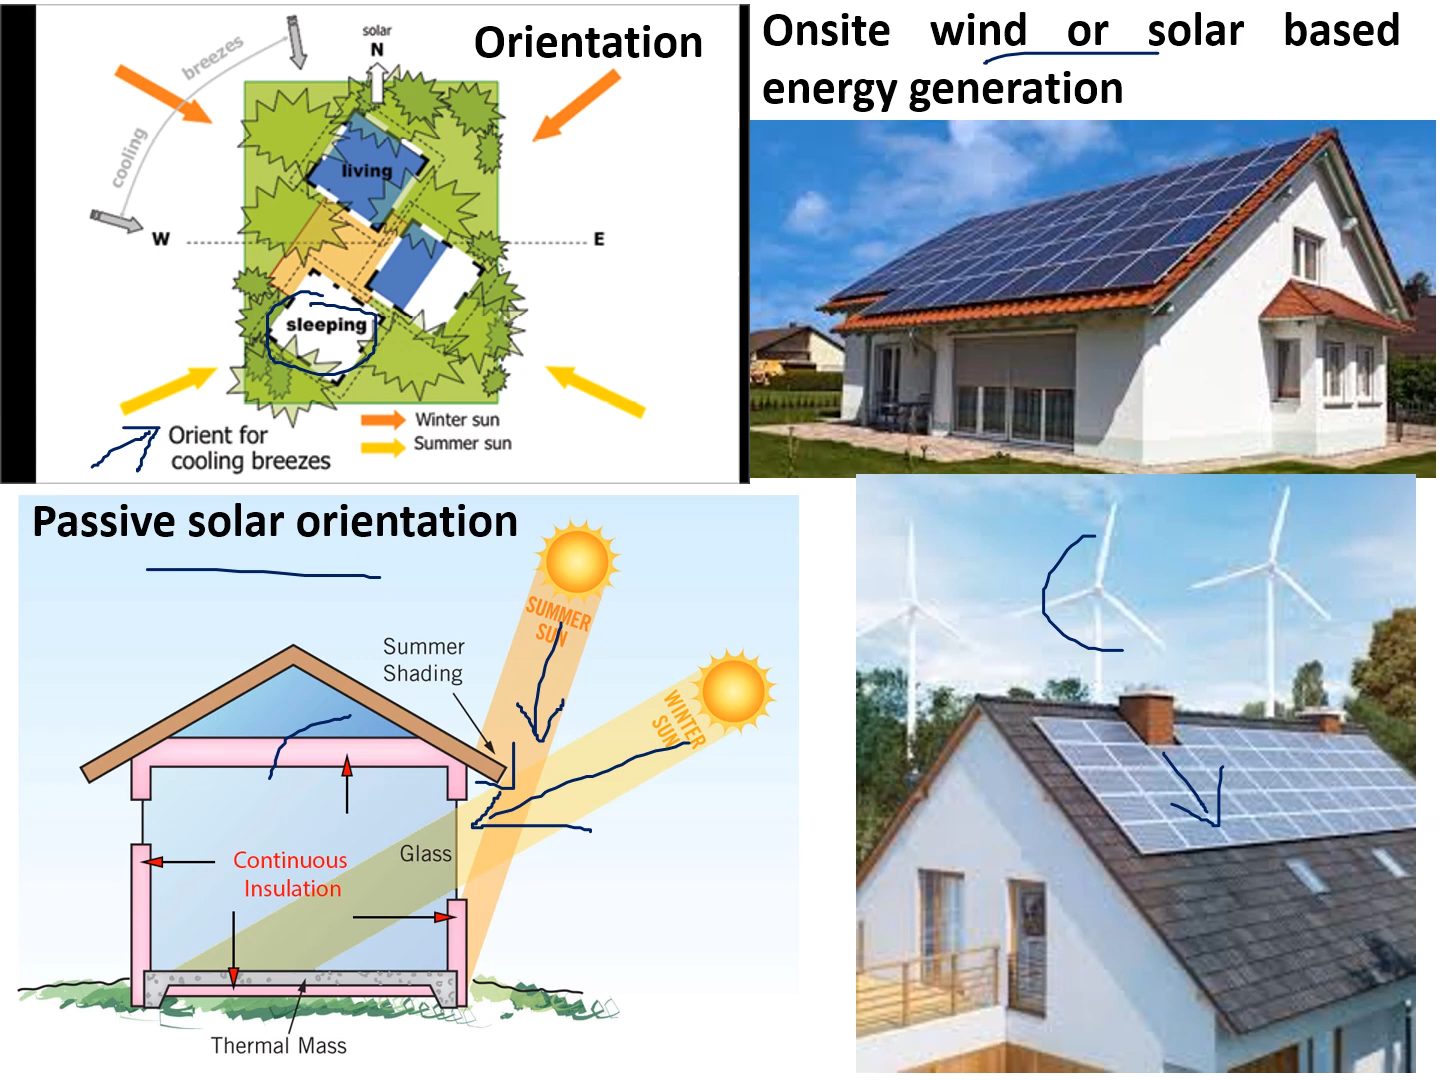 Orientation
solar
N
breezes
cooling
living
W
E
sleeping
Winter sun
Summer sun
Orient for
cooling breezes
Onsite wind or solar based
energy generation
Passive solar orientation
SUMMER
SUN
WINTER
SUN
Summer
Shading
Glass
Continuous
Insulation
Thermal Mass